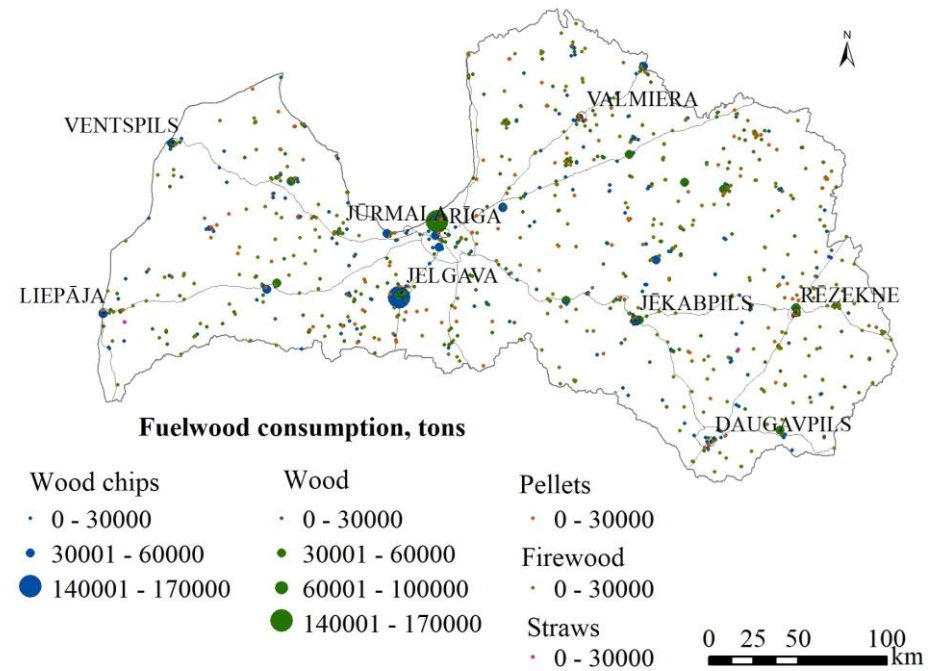 N
VALMIERA
VENTSPILS
JŪRMALA
RĪGA
JELGAVA
LIEPĀJA
JĒKABPILS
RĒZEKNE
DAUGAVPILS
Fuelwood consumption, tons
Wood chips
0 - 30000
30001 - 60000
140001 - 170000
Wood
0 - 30000
30001 - 60000
60001 - 100000
140001 - 170000
Pellets
0 - 30000
Firewood
0 - 30000
Straws
0 - 30000
0 25 50 100
km